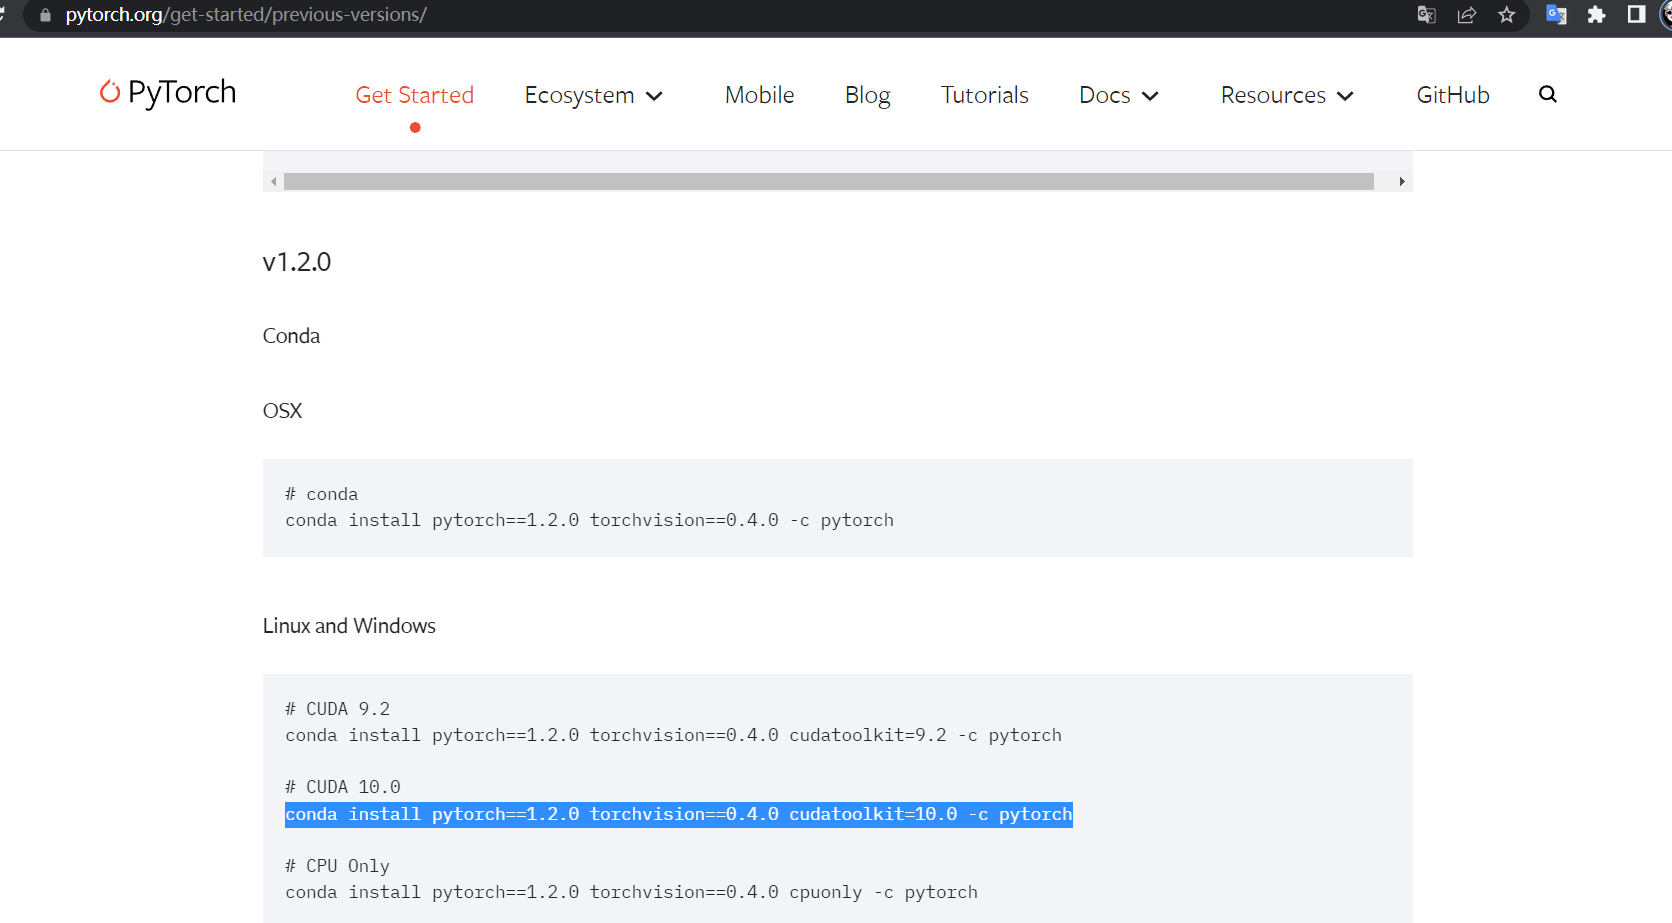 pytorch.org/get-started/previous-versions/
PyTorch
Get Started
Ecosystem
Mobile
Blog
Tutorials
Docs
Resources
GitHub
v1.2.0
Conda
OSX
# conda
conda install pytorch==1.2.0 torchvision==0.4.0 -c pytorch
Linux and Windows
# CUDA 9.2
conda install pytorch==1.2.0 torchvision==0.4.0 cudatoolkit=9.2 -c pytorch
# CUDA 10.0
conda install pytorch==1.2.0 torchvision==0.4.0 cudatoolkit=10.0 -c pytorch
# CPU Only
conda install pytorch==1.2.0 torchvision==0.4.0 cpuonly -c pytorch